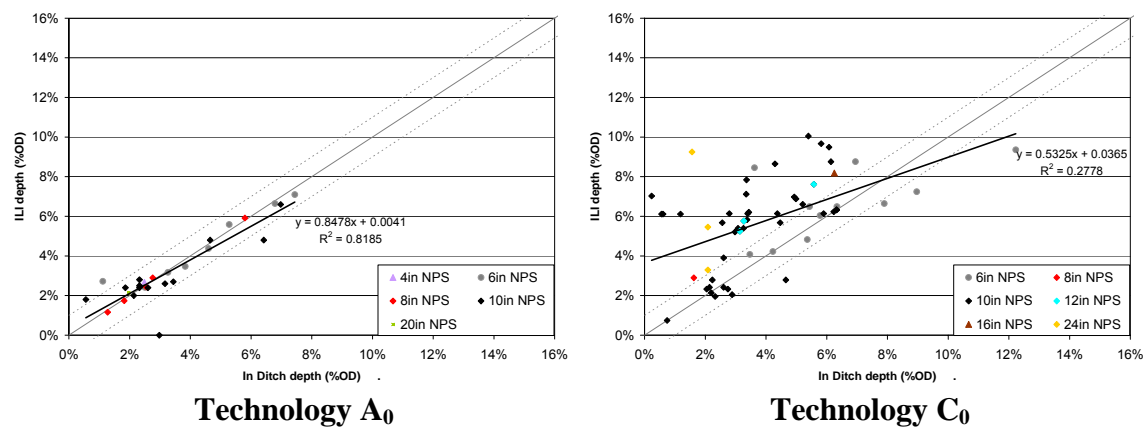 16%
14%
12%
10%
8%
6%
4%
2%
0%
ILI depth (%OD)
y = 0.8478x + 0.0041
R² = 0.8185
4in NPS 6in NPS
8in NPS 10in NPS
20in NPS
0% 2% 4% 6% 8% 10% 12% 14% 16%
In Ditch depth (%OD) .
Technology A₀
16%
14%
12%
10%
8%
6%
4%
2%
0%
ILI depth (%OD)
y = 0.5325x + 0.0365
R² = 0.2778
6in NPS 8in NPS
10in NPS 12in NPS
16in NPS 24in NPS
0% 2% 4% 6% 8% 10% 12% 14% 16%
In Ditch depth (%OD) .
Technology C₀